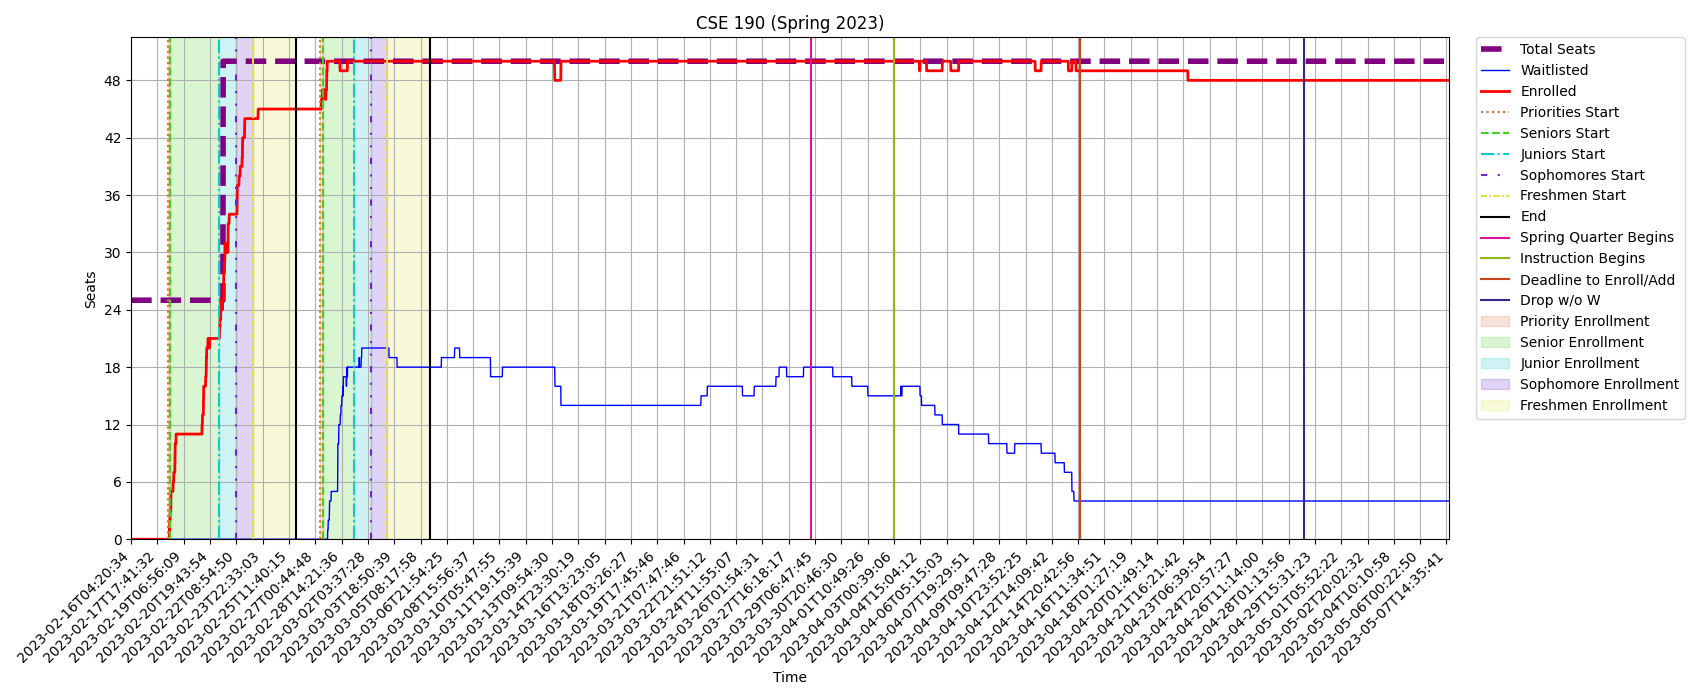 CSE 190 (Spring 2023)
Seats
48
42
36
30
24
18
12
6
0
2023-02-16T04:20:34
2023-02-17T17:41:32
2023-02-19T06:56:09
2023-02-20T19:43:54
2023-02-22T08:54:50
2023-02-23T22:33:03
2023-02-25T11:40:15
2023-02-27T00:44:48
2023-02-28T14:21:36
2023-03-02T03:37:28
2023-03-03T18:50:39
2023-03-05T08:17:58
2023-03-06T21:54:25
2023-03-08T15:56:37
2023-03-10T05:47:55
2023-03-11T19:15:39
2023-03-13T09:54:30
2023-03-14T23:30:19
2023-03-16T13:23:05
2023-03-18T03:26:27
2023-03-19T17:45:46
2023-03-21T07:47:46
2023-03-22T21:51:12
2023-03-24T11:55:07
2023-03-26T01:54:31
2023-03-27T16:18:17
2023-03-29T06:47:45
2023-03-30T20:46:30
2023-04-01T10:49:26
2023-04-03T00:39:06
2023-04-04T15:04:12
2023-04-06T05:15:03
2023-04-07T19:29:51
2023-04-09T09:47:28
2023-04-10T23:52:25
2023-04-12T14:09:42
2023-04-14T20:42:56
2023-04-16T11:34:51
2023-04-18T01:27:19
2023-04-20T01:49:14
2023-04-21T16:21:42
2023-04-23T06:39:54
2023-04-24T20:57:27
2023-04-26T11:14:00
2023-04-28T01:13:56
2023-04-29T15:31:23
2023-05-01T05:52:22
2023-05-02T20:02:32
2023-05-04T10:10:58
2023-05-06T00:22:50
2023-05-07T14:35:41
Time
Total Seats
Waitlisted
Enrolled
Priorities Start
Seniors Start
Juniors Start
Sophomores Start
Freshmen Start
End
Spring Quarter Begins
Instruction Begins
Deadline to Enroll/Add
Drop w/o W
Priority Enrollment
Senior Enrollment
Junior Enrollment
Sophomore Enrollment
Freshmen Enrollment